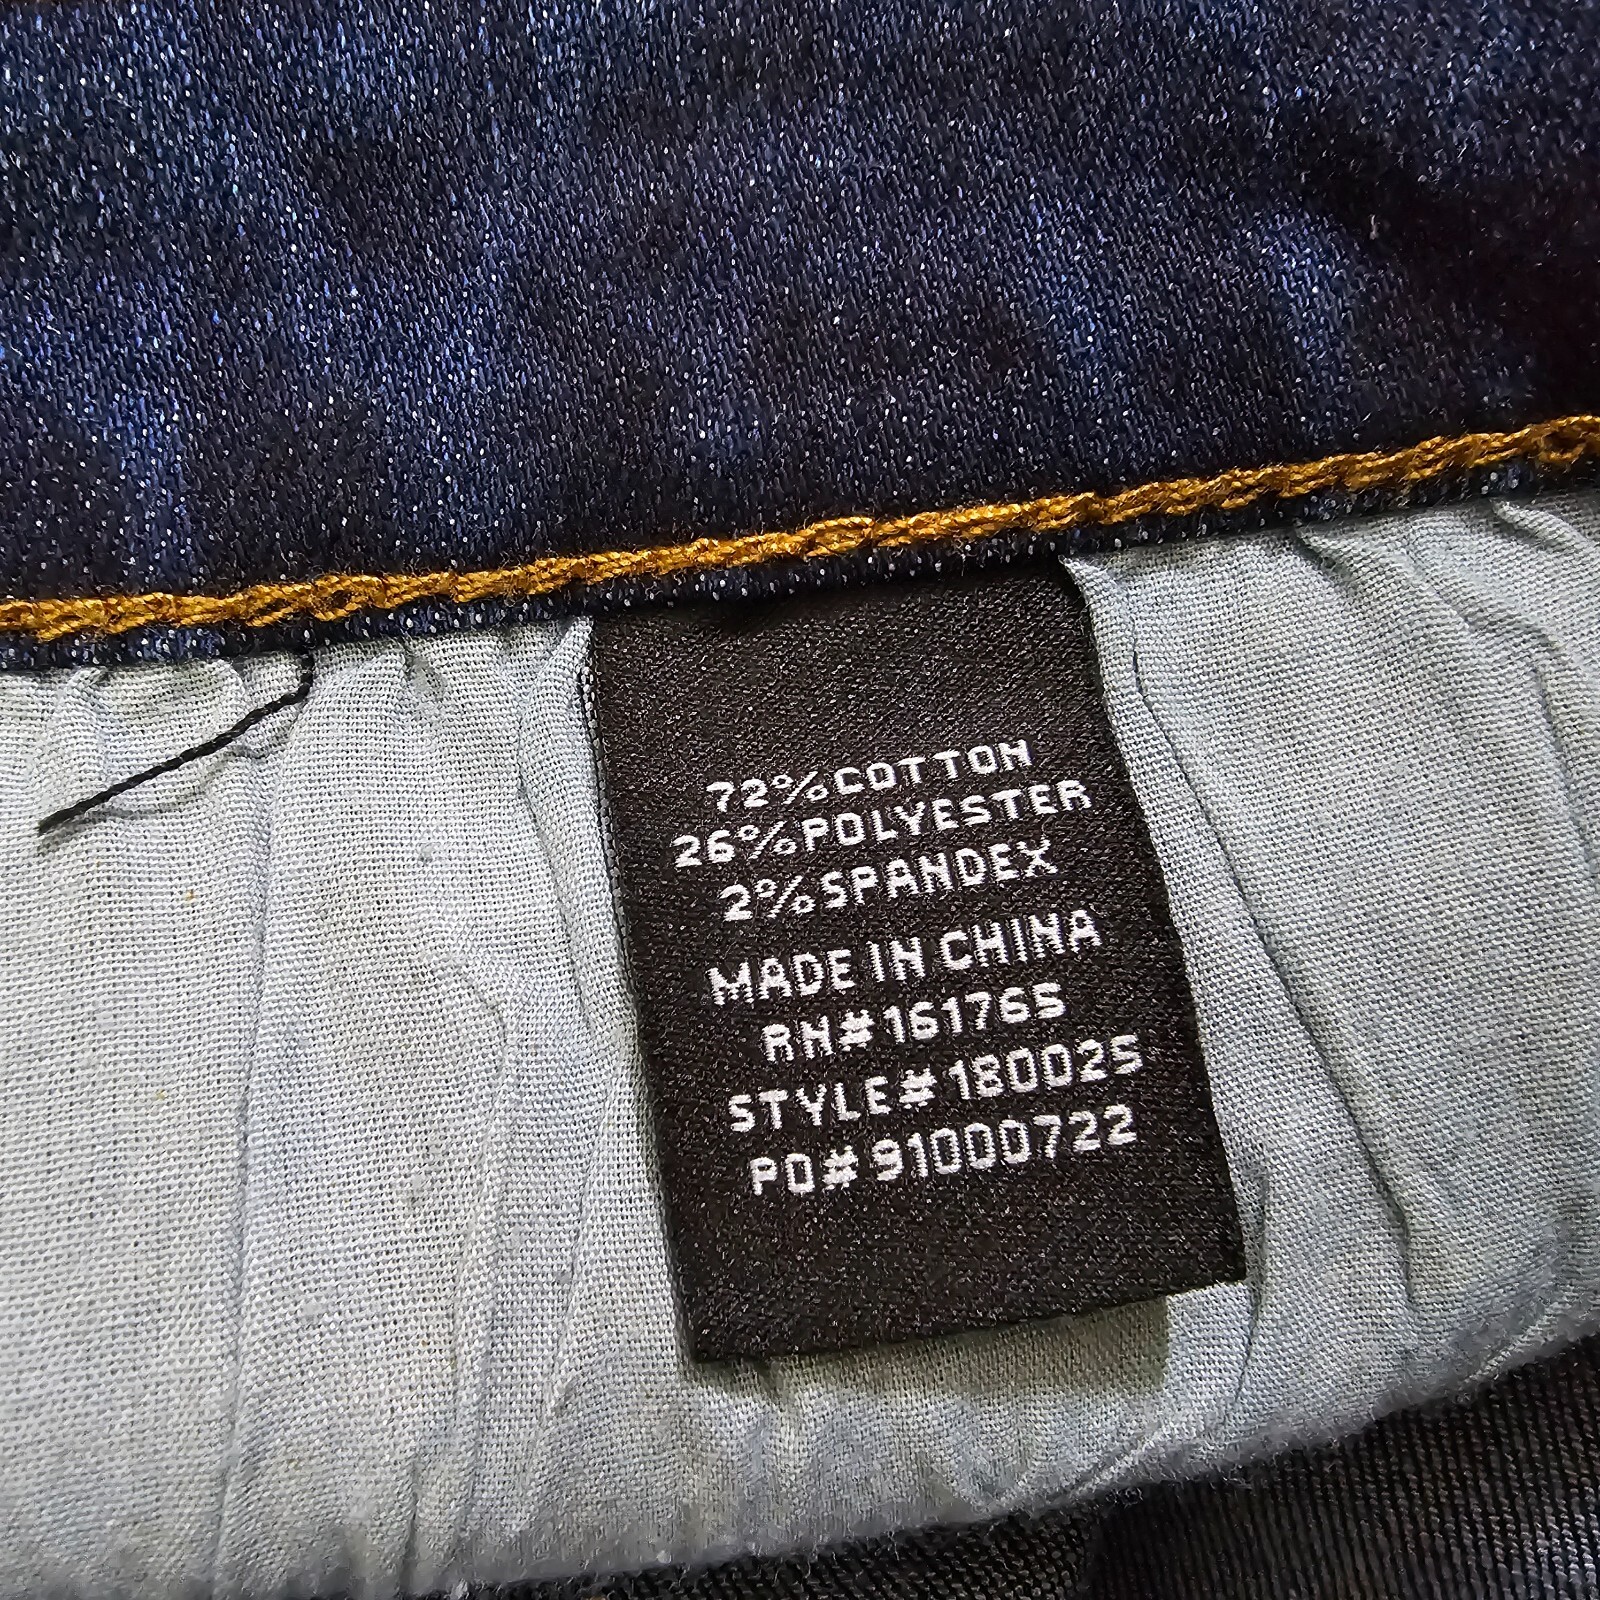 72% COTTON
26% POLYESTER
2% SPANDEX
MADE IN CHINA
RN# 161765
STYLE# 180025
PO# 91000722